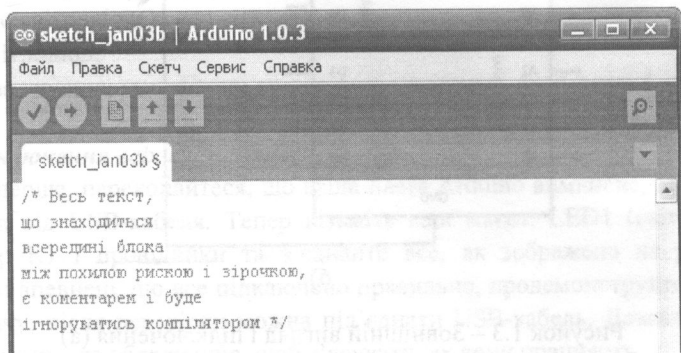 sketch_jan03b | Arduino 1.0.3
Файл Правка Скетч Сервис Справка
sketch_jan03b §
/* Весь текст,
що знаходиться
всередині блока
між похилою рискою і зірочкою,
є коментарем і буде
ігноруватись компілятором */